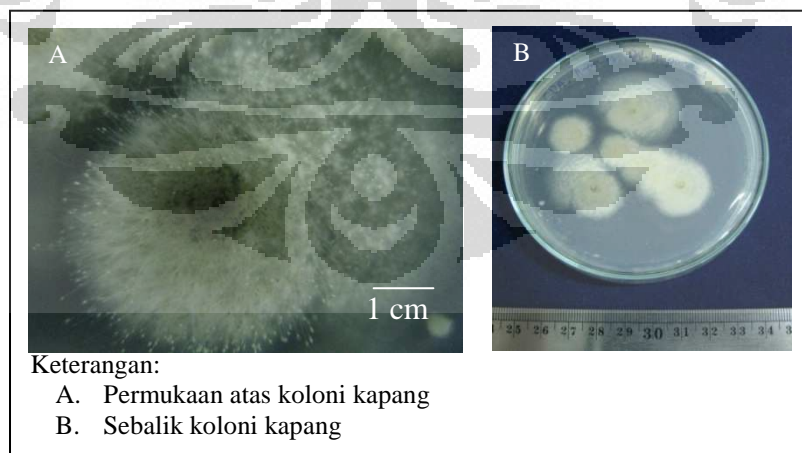 A
B
1 cm
25 26 27 28 29 30 31 32 33 34 3
Keterangan:
A. Permukaan atas koloni kapang
B. Sebalik koloni kapang